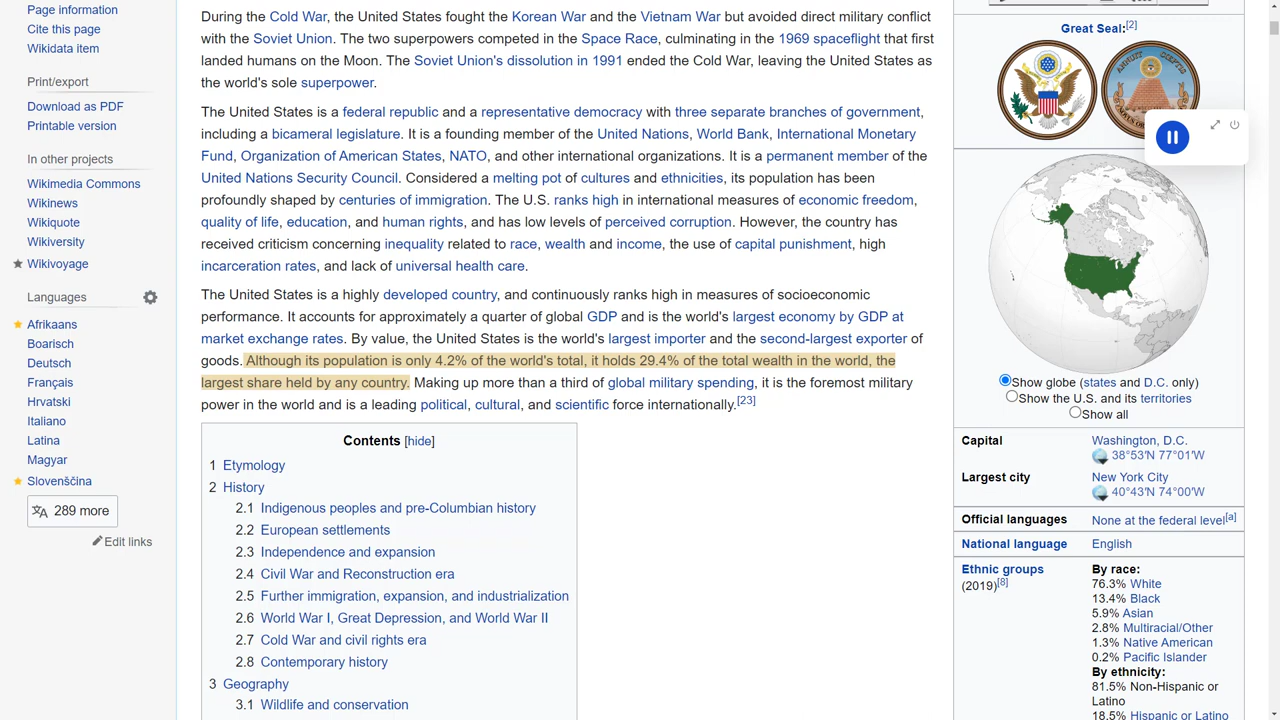 Page information
Cite this page
Wikidata item
Print/export
Download as PDF
Printable version
In other projects
Wikimedia Commons
Wikinews
Wikiquote
Wikiversity
Wikivoyage
Languages
Afrikaans
Boarisch
Deutsch
Français
Hrvatski
Italiano
Latina
Magyar
Slovenščina
289 more
Edit links
During the Cold War, the United States fought the Korean War and the Vietnam War but avoided direct military conflict
with the Soviet Union. The two superpowers competed in the Space Race, culminating in the 1969 spaceflight that first
landed humans on the Moon. The Soviet Union's dissolution in 1991 ended the Cold War, leaving the United States as
the world's sole superpower.
The United States is a federal republic and a representative democracy with three separate branches of government,
including a bicameral legislature. It is a founding member of the United Nations, World Bank, International Monetary
Fund, Organization of American States, NATO, and other international organizations. It is a permanent member of the
United Nations Security Council. Considered a melting pot of cultures and ethnicities, its population has been
profoundly shaped by centuries of immigration. The U.S. ranks high in international measures of economic freedom,
quality of life, education, and human rights, and has low levels of perceived corruption. However, the country has
received criticism concerning inequality related to race, wealth and income, the use of capital punishment, high
incarceration rates, and lack of universal health care.
The United States is a highly developed country, and continuously ranks high in measures of socioeconomic
performance. It accounts for approximately a quarter of global GDP and is the world's largest economy by GDP at
market exchange rates. By value, the United States is the world's largest importer and the second-largest exporter of
goods. Although its population is only 4.2% of the world's total, it holds 29.4% of the total wealth in the world, the
largest share held by any country. Making up more than a third of global military spending, it is the foremost military
power in the world and is a leading political, cultural, and scientific force internationally.[23]
Contents [hide]
1 Etymology
2 History
2.1 Indigenous peoples and pre-Columbian history
2.2 European settlements
2.3 Independence and expansion
2.4 Civil War and Reconstruction era
2.5 Further immigration, expansion, and industrialization
2.6 World War I, Great Depression, and World War II
2.7 Cold War and civil rights era
2.8 Contemporary history
3 Geography
3.1 Wildlife and conservation
Great Seal:[2]
ANNUIT COEPTIS
Show globe (states and D.C. only)
Show the U.S. and its territories
Show all
Capital Washington, D.C.
38°53′N 77°01′W
Largest city New York City
40°43′N 74°00′W
Official languages None at the federal level[a]
National language English
Ethnic groups By race:
(2019)[8] 76.3% White
13.4% Black
5.9% Asian
2.8% Multiracial/Other
1.3% Native American
0.2% Pacific Islander
By ethnicity:
81.5% Non-Hispanic or
Latino
18.5% Hispanic or Latino